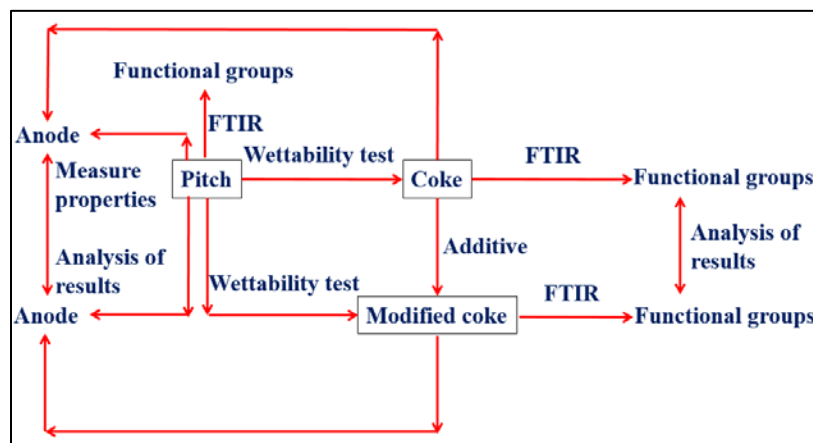 Functional groups
FTIR
Anode
Wettability test
FTIR
Measure
properties
Pitch
Coke
Functional groups
Additive
Analysis of
results
Analysis of
results
Wettability test
FTIR
Anode
Modified coke
Functional groups